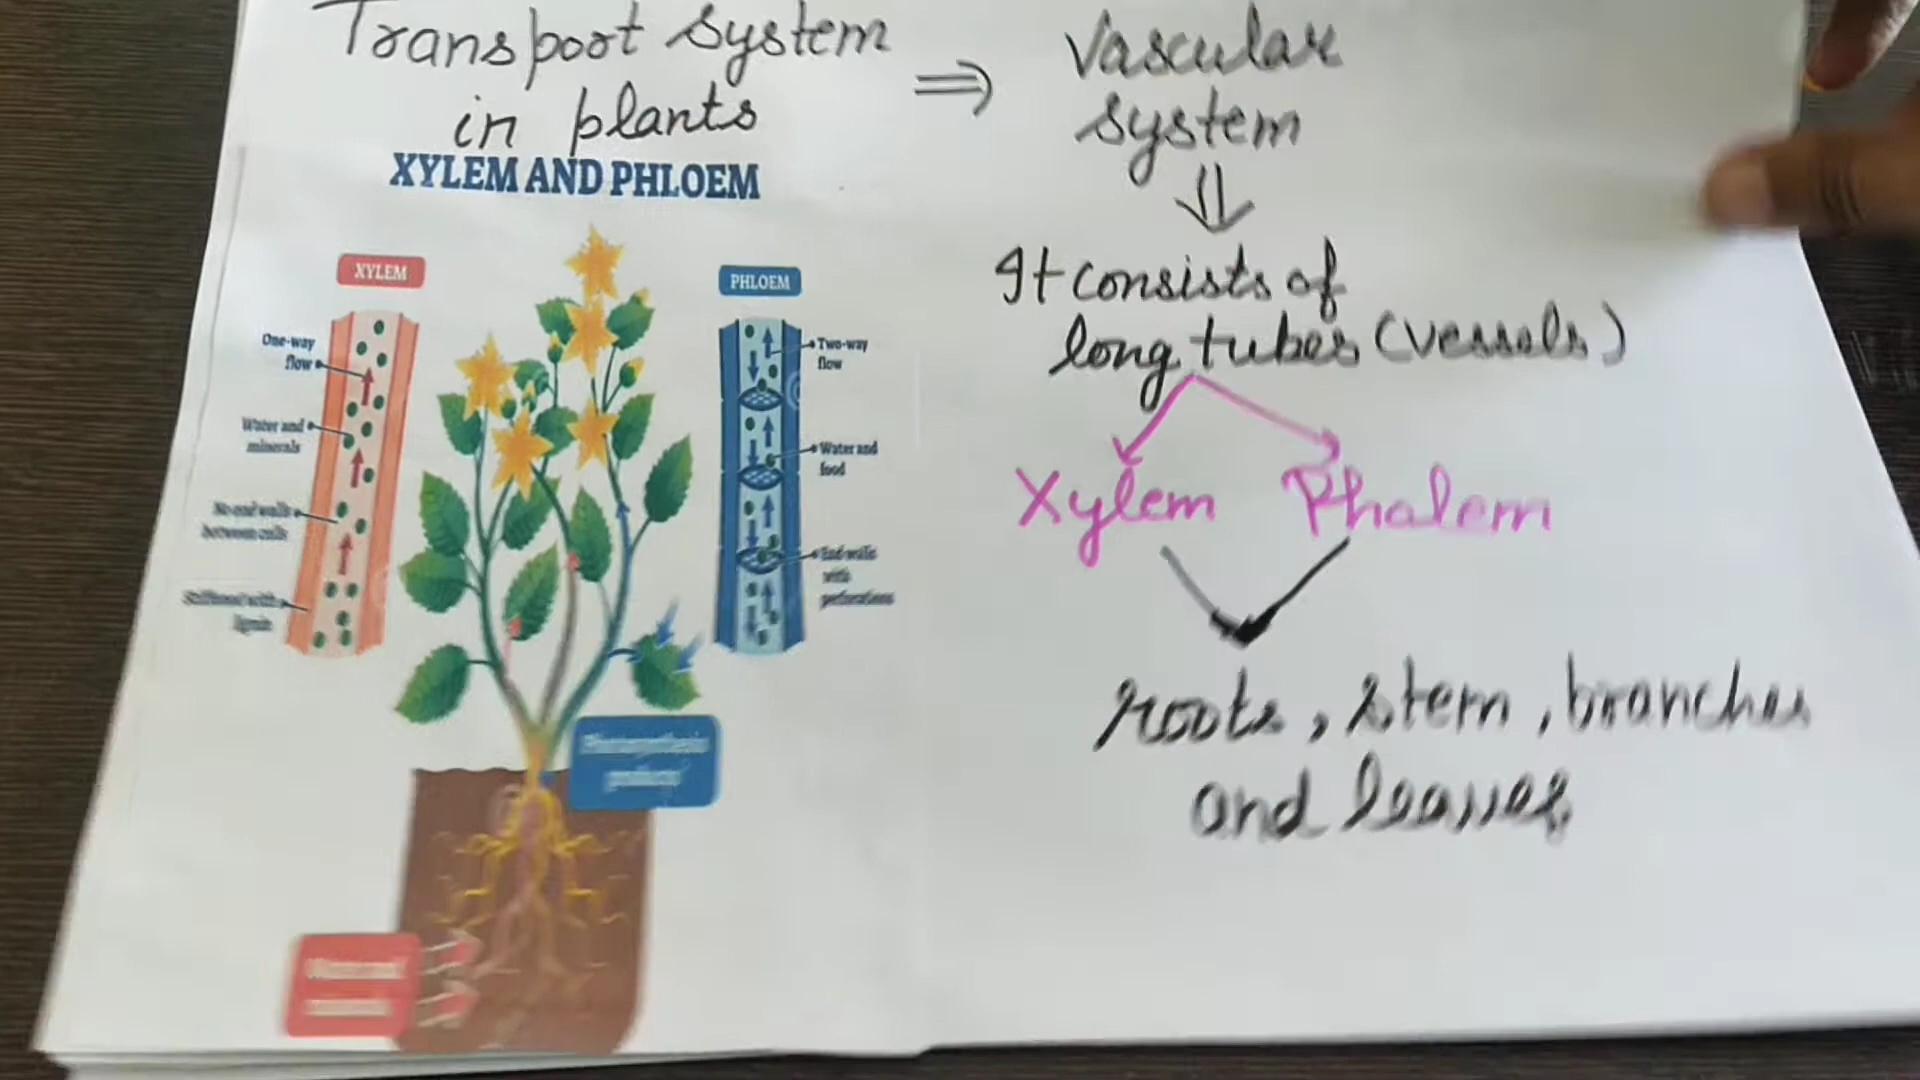 Transport system
in plants
XYLEM AND PHLOEM
XYLEM
One-way
flow
Water and
minerals
No end walls
between cells
Stiffened with
lignin
PHLOEM
Two-way
flow
Water and
food
End walls
with
perforations
⇒
Vascular
system
⇓
It consists of
long tubes (vessels)
Xylem Phalem
roots, stem, branches
and leaves